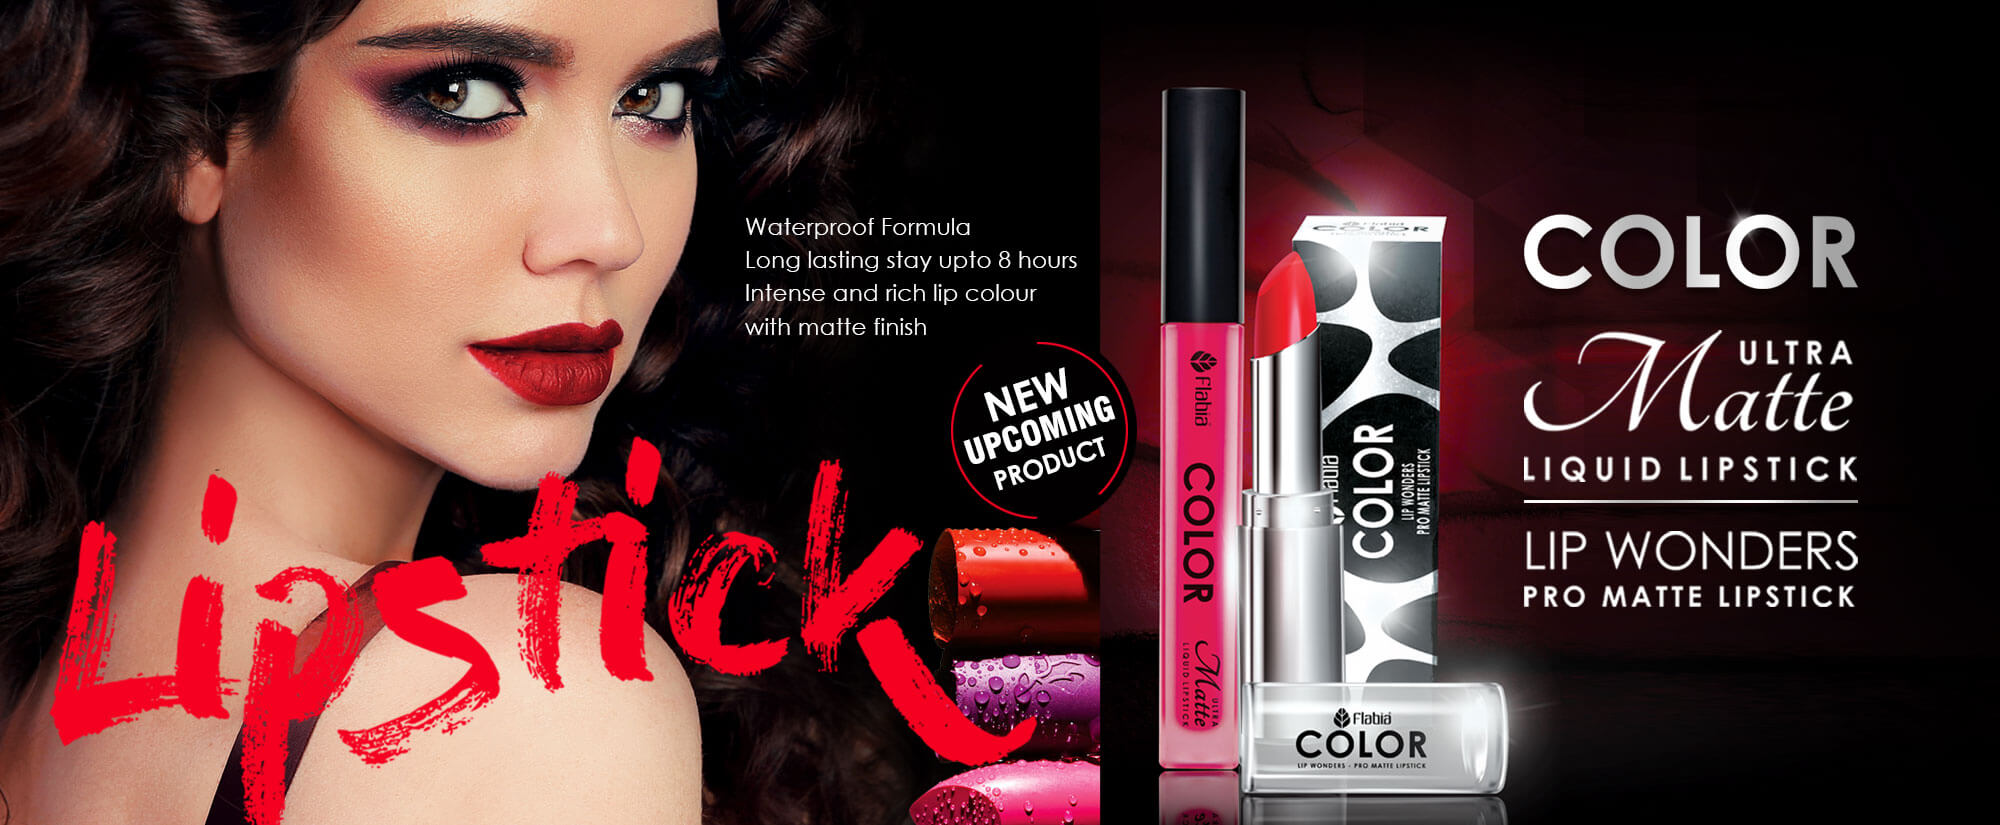 Waterproof Formula
Long lasting stay upto 8 hours
Intense and rich lip colour
with matte finish
NEW
UPCOMING
PRODUCT
Lipstick
Flabia
COLOR
ULTRA
Matte
LIQUID LIPSTICK
Flabia
COLOR
Flabia
COLOR
LIP WONDERS
PRO MATTE LIPSTICK
Flabia
COLOR
LIP WONDERS - PRO MATTE LIPSTICK
COLOR
ULTRA
Matte
LIQUID LIPSTICK
LIP WONDERS
PRO MATTE LIPSTICK